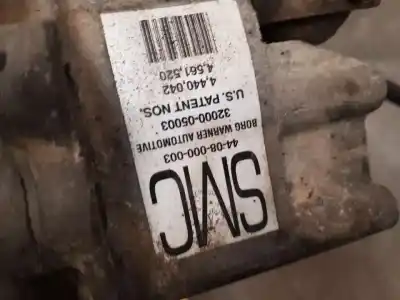 SMC
44-08-000-003
BORG WARNER AUTOMOTIVE
32000-05003
U.S. PATENT NOS.
4,440,042
4,561,520